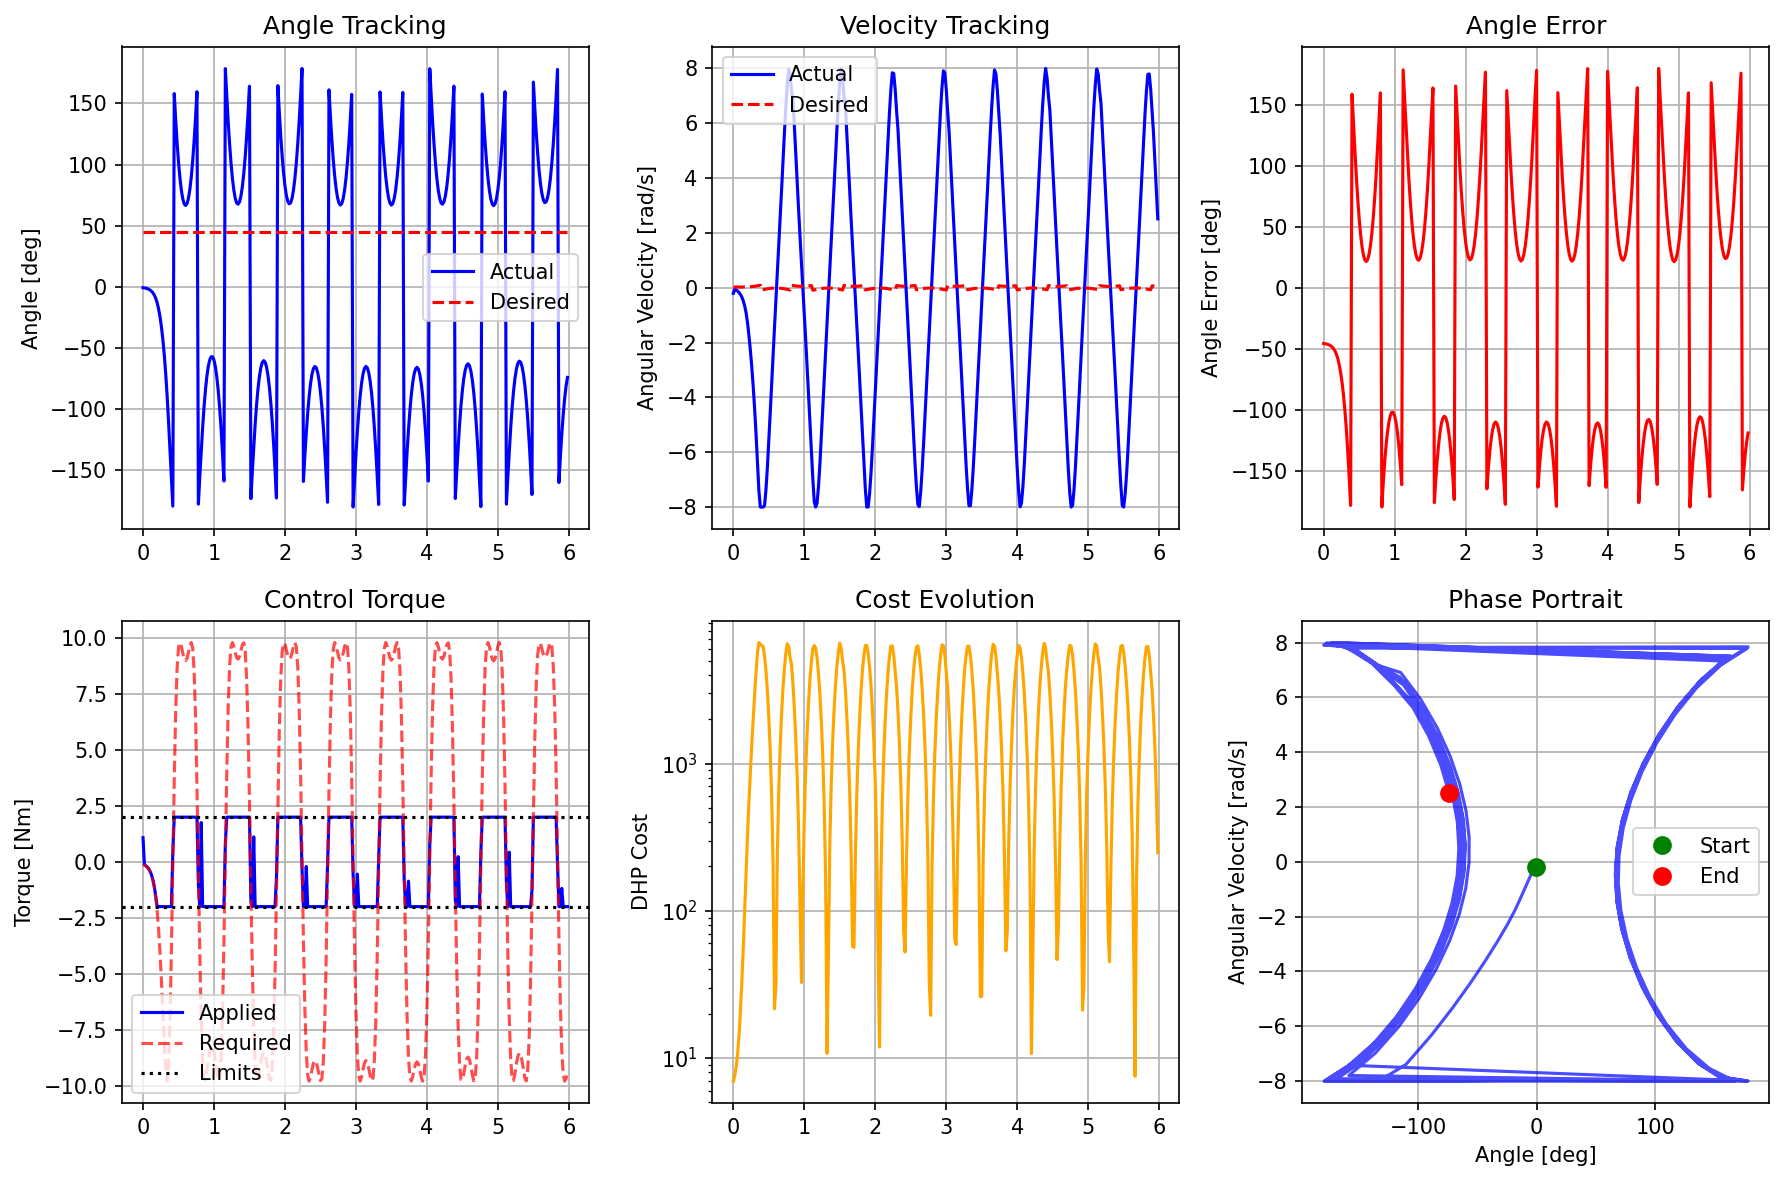 Angle Tracking
Angle [deg]
150
100
50
0
−50
−100
−150
Actual
Desired
0 1 2 3 4 5 6
Velocity Tracking
Angular Velocity [rad/s]
8
6
4
2
0
−2
−4
−6
−8
Actual
Desired
0 1 2 3 4 5 6
Angle Error
Angle Error [deg]
150
100
50
0
−50
−100
−150
0 1 2 3 4 5 6
Control Torque
Torque [Nm]
10.0
7.5
5.0
2.5
0.0
−2.5
−5.0
−7.5
−10.0
Applied
Required
Limits
0 1 2 3 4 5 6
Cost Evolution
DHP Cost
10³
10²
10¹
0 1 2 3 4 5 6
Phase Portrait
Angular Velocity [rad/s]
8
6
4
2
0
−2
−4
−6
−8
Start
End
−100 0 100
Angle [deg]